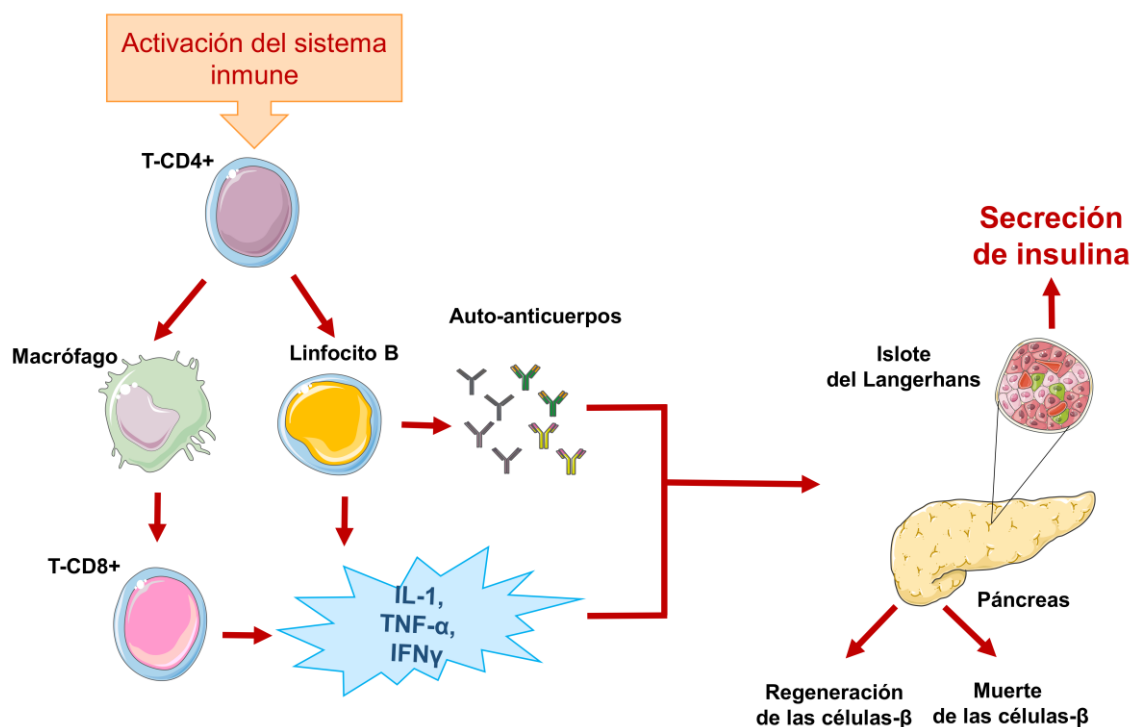 Activación del sistema
inmune
T-CD4+
Macrófago
Linfocito B
Auto-anticuerpos
T-CD8+
IL-1,
TNF-α,
IFNγ
Secreción
de insulina
Islote
del Langerhans
Páncreas
Regeneración
de las células-β
Muerte
de las células-β